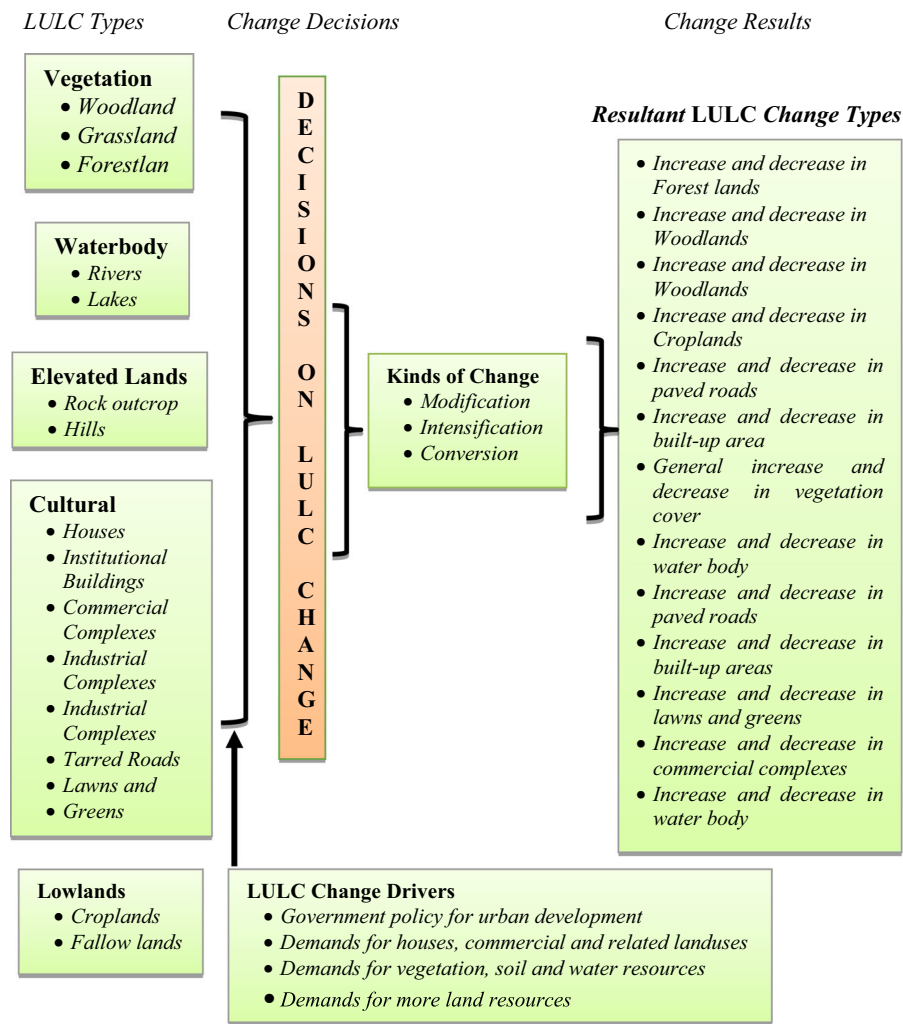 LULC Types
Change Decisions
Change Results
Vegetation
• Woodland
• Grassland
• Forestlan
Waterbody
• Rivers
• Lakes
Elevated Lands
• Rock outcrop
• Hills
Cultural
• Houses
• Institutional
Buildings
• Commercial
Complexes
• Industrial
Complexes
• Industrial
Complexes
• Tarred Roads
• Lawns and
• Greens
Lowlands
• Croplands
• Fallow lands
DECISIONS ON LULC CHANGE
Kinds of Change
• Modification
• Intensification
• Conversion
LULC Change Drivers
• Government policy for urban development
• Demands for houses, commercial and related landuses
• Demands for vegetation, soil and water resources
• Demands for more land resources
Resultant LULC Change Types
• Increase and decrease in
Forest lands
• Increase and decrease in
Woodlands
• Increase and decrease in
Woodlands
• Increase and decrease in
Croplands
• Increase and decrease in
paved roads
• Increase and decrease in
built-up area
• General increase and
decrease in vegetation
cover
• Increase and decrease in
water body
• Increase and decrease in
paved roads
• Increase and decrease in
built-up areas
• Increase and decrease in
lawns and greens
• Increase and decrease in
commercial complexes
• Increase and decrease in
water body